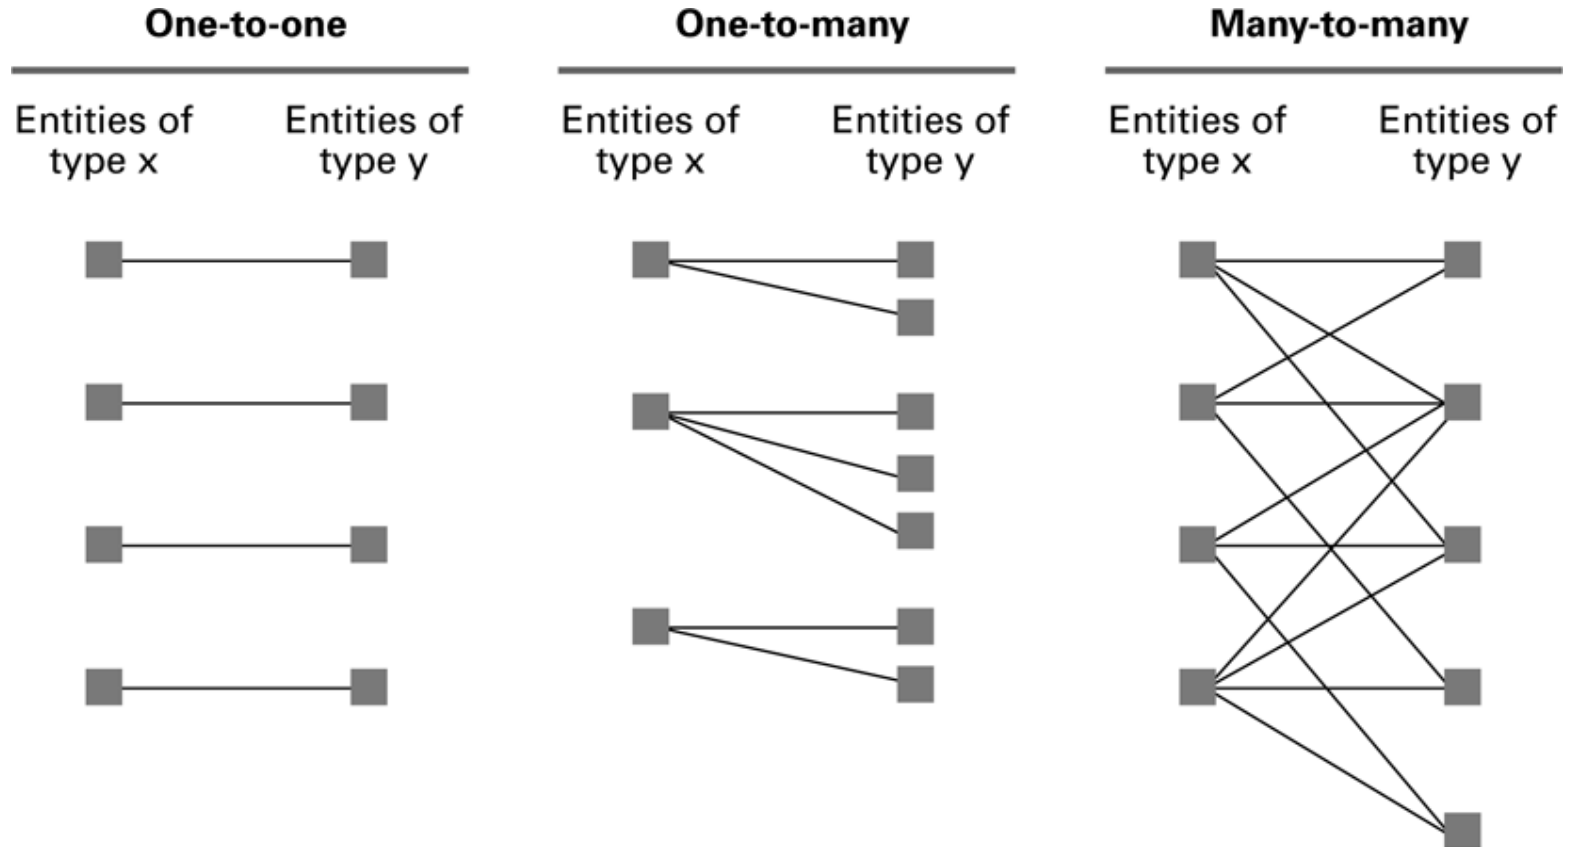 One-to-one
Entities of
type x
Entities of
type y
One-to-many
Entities of
type x
Entities of
type y
Many-to-many
Entities of
type x
Entities of
type y